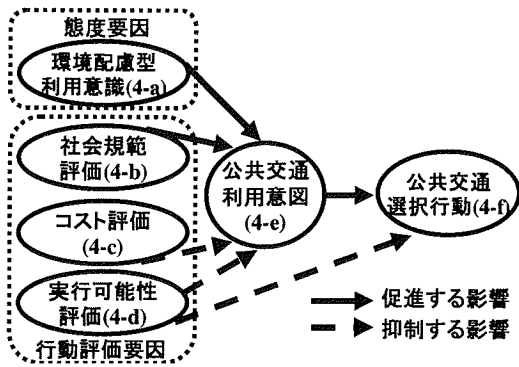 態度要因
環境配慮型
利用意識(4-a)
社会規範
評価(4-b)
コスト評価
(4-c)
実行可能性
評価(4-d)
行動評価要因
公共交通
利用意図
(4-e)
公共交通
選択行動(4-f)
促進する影響
抑制する影響